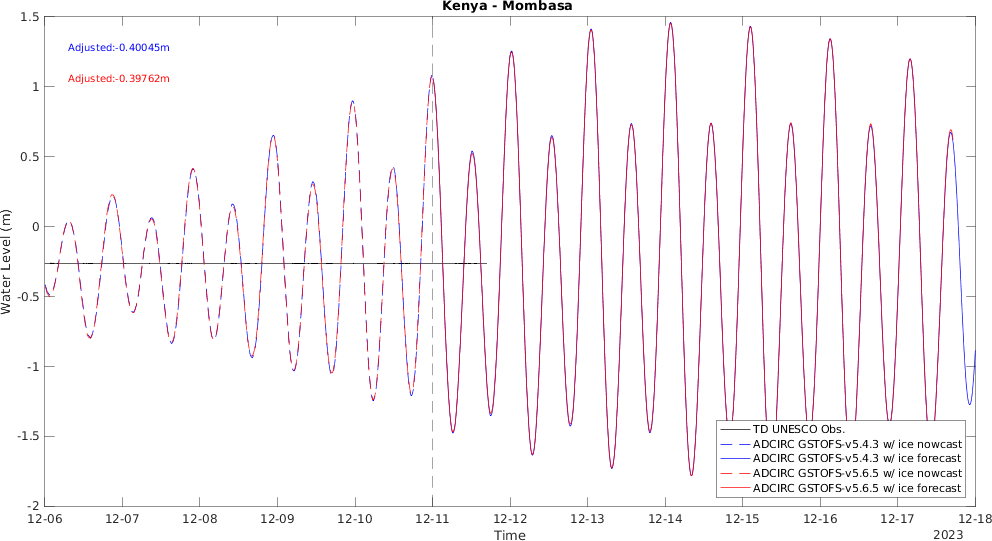 Kenya - Mombasa
Adjusted:-0.40045m
Adjusted:-0.39762m
1.5
1
0.5
0
-0.5
-1
-1.5
-2
Water Level (m)
TD UNESCO Obs.
ADCIRC GSTOFS-v5.4.3 w/ ice nowcast
ADCIRC GSTOFS-v5.4.3 w/ ice forecast
ADCIRC GSTOFS-v5.6.5 w/ ice nowcast
ADCIRC GSTOFS-v5.6.5 w/ ice forecast
12-06 12-07 12-08 12-09 12-10 12-11 12-12 12-13 12-14 12-15 12-16 12-17 12-18
Time
2023